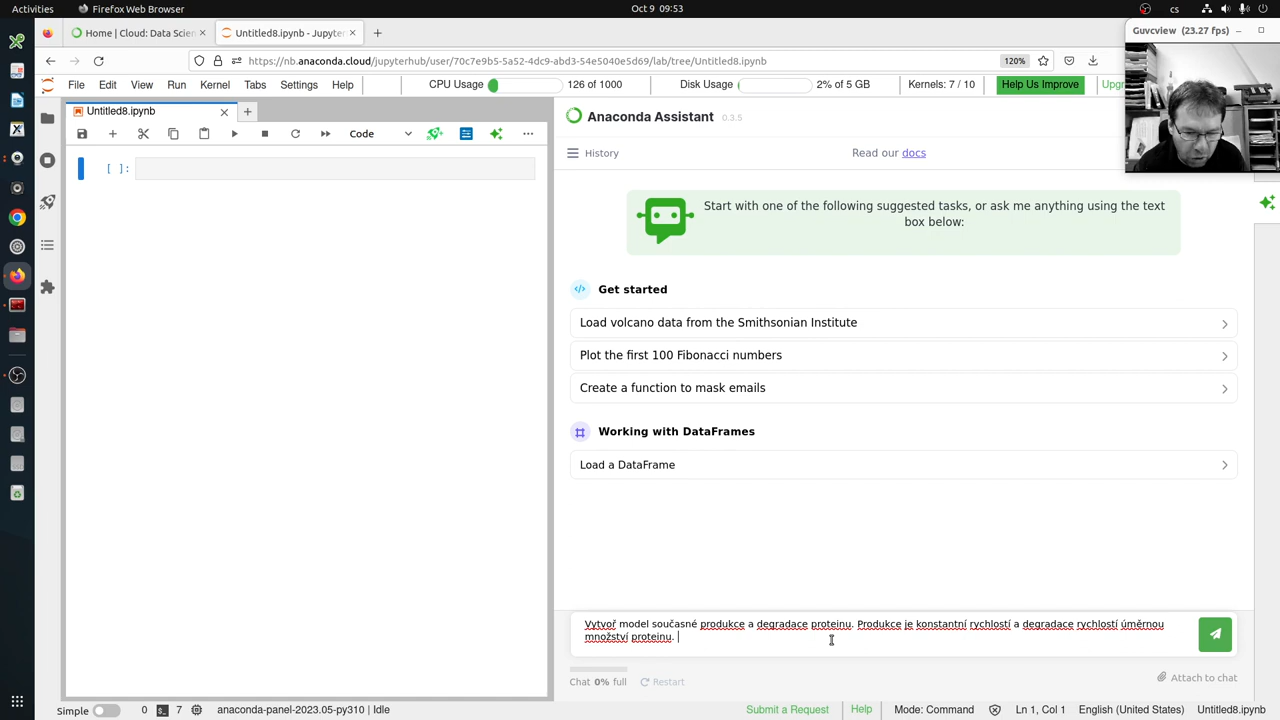 Activities
Firefox Web Browser
Oct 9 09:53
cs
Home | Cloud: Data Scien
Untitled8.ipynb - Jupyter
Guvcview (23.27 fps)
https://nb.anaconda.cloud/jupyterhub/user/70c7e9b5-5a52-4dc9-abd3-54e5040e5d69/lab/tree/Untitled8.ipynb
120%
File Edit View Run Kernel Tabs Settings Help
CPU Usage
126 of 1000
Disk Usage
2% of 5 GB
Kernels: 7 / 10
Help Us Improve
Upgr
Untitled8.ipynb
Code
[ ]:
Anaconda Assistant 0.3.5
History
Read our docs
Start with one of the following suggested tasks, or ask me anything using the text
box below:
Get started
Load volcano data from the Smithsonian Institute
Plot the first 100 Fibonacci numbers
Create a function to mask emails
Working with DataFrames
Load a DataFrame
Vytvoř model současné produkce a degradace proteinu. Produkce je konstantní rychlostí a degradace rychlostí úměrnou
množství proteinu.
Chat 0% full
Restart
Attach to chat
Simple
0
7
anaconda-panel-2023.05-py310 | Idle
Submit a Request
Help
Mode: Command
Ln 1, Col 1
English (United States)
Untitled8.ipynb